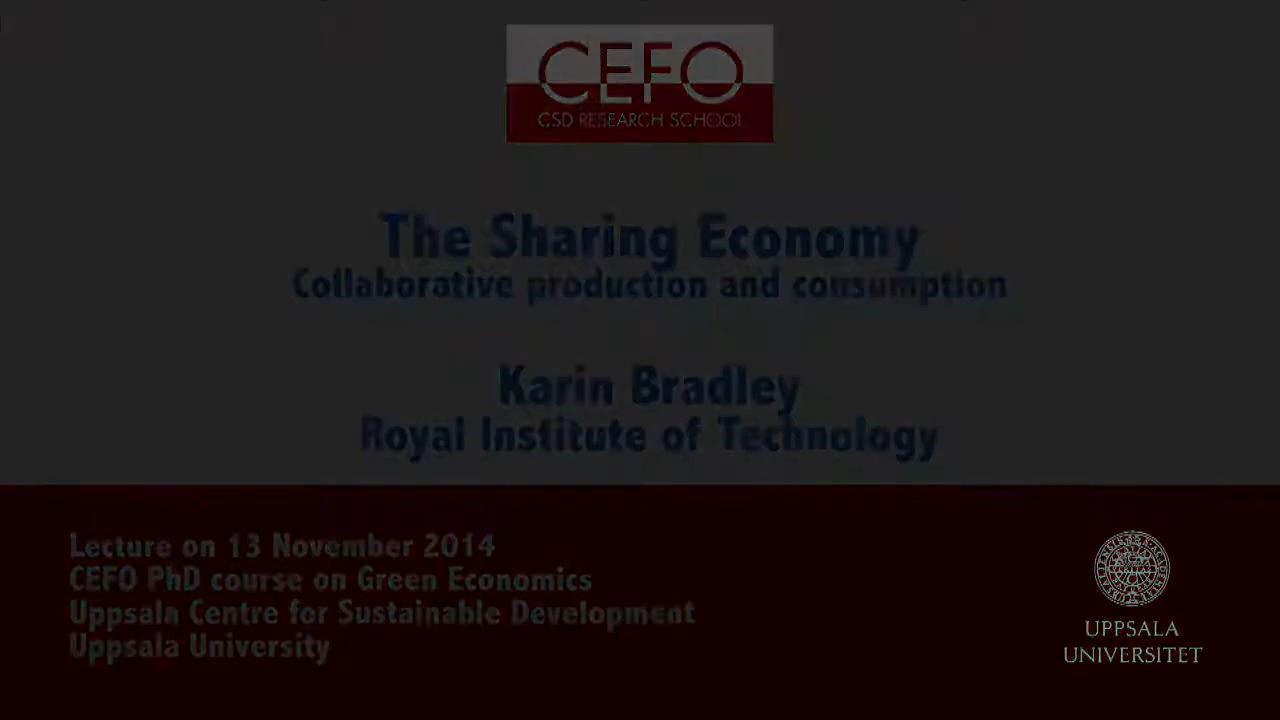 CEFO
CSD RESEARCH SCHOOL
The Sharing Economy
Collaborative production and consumption
Karin Bradley
Royal Institute of Technology
Lecture on 13 November 2014
CEFO PhD course on Green Economics
Uppsala Centre for Sustainable Development
Uppsala University
UPPSALA
UNIVERSITET